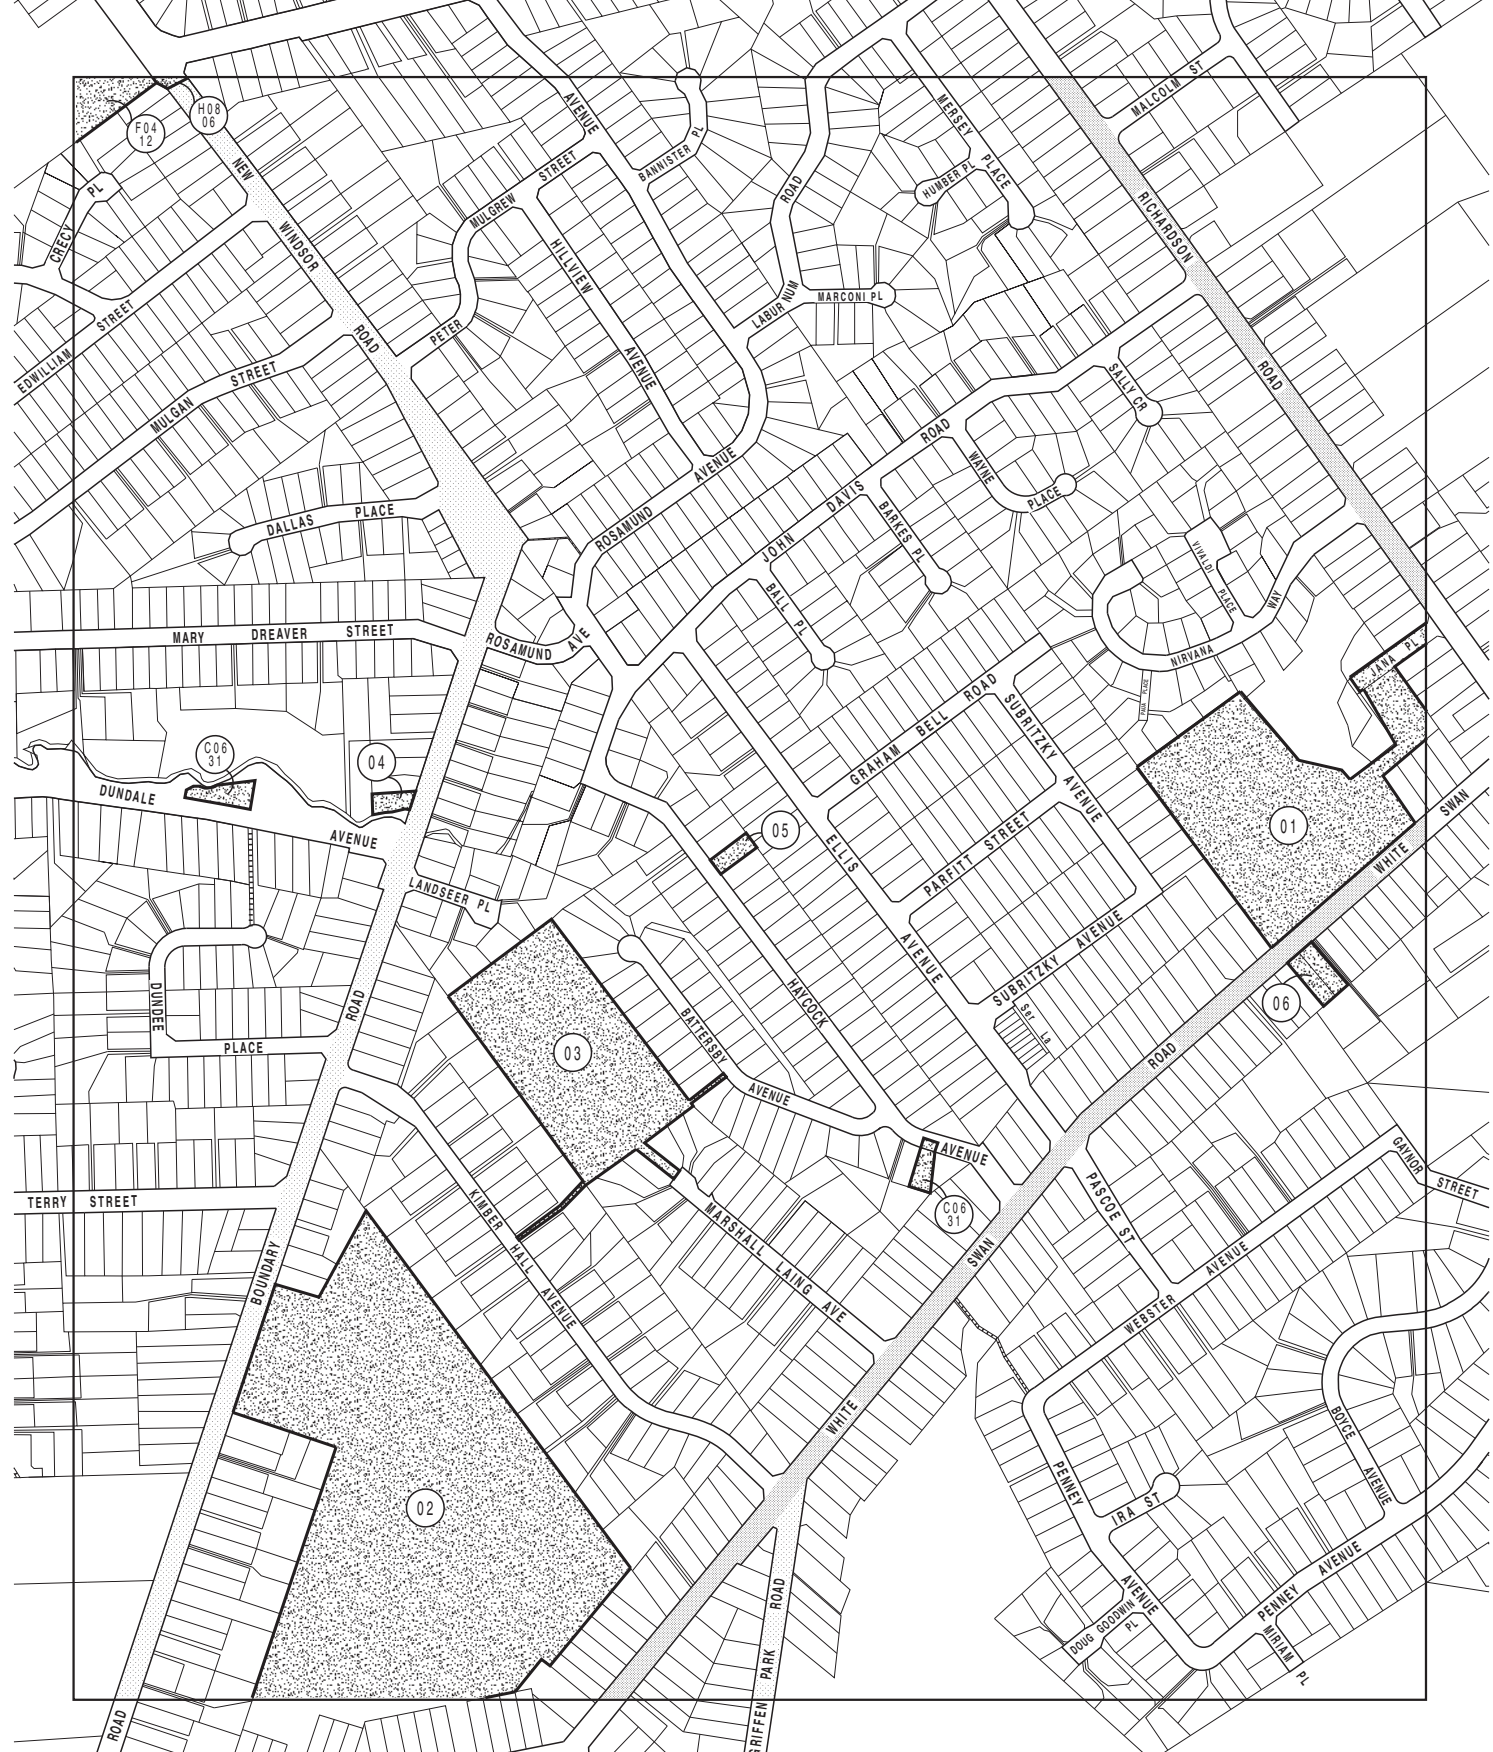 AVENUE
MALCOLM ST
H08
06
F04
12
MERSEY
PLACE
BANNISTER PL
NEW
STREET
HUMBER PL
ROAD
PL
CRECY
MULGREW
RICHARDSON
WINDSOR
HILLVIEW
LABUR NUM
MARCONI PL
STREET
EDWILLIAM
ROAD
PETER
AVENUE
STREET
MULGAN
SALLY CR
ROAD
ROAD
AVENUE
WAYNE
PLACE
DAVIS
JOHN
BARKES PL
DALLAS PLACE
ROSAMUND
VIVALDI
PLACE
WAY
BALL PL
MARY DREAVER STREET
ROSAMUND AVE
NIRVANA
JANA PL
PAVA PLACE
GRAHAM BELL ROAD
SUBRITZKY
AVENUE
C06
31
04
DUNDALE
AVENUE
05
ELLIS
PARFITT STREET
01
WHITE
SWAN
LANDSEER PL
AVENUE
SUBRITZKY AVENUE
DUNDEE
PLACE
ROAD
HAYCOCK
BATTERSBY
AVENUE
Ser La
06
ROAD
03
AVENUE
C06
31
GAYNOR
STREET
TERRY STREET
KIMBER
HALL
AVENUE
MARSHALL
LAING AVE
SWAN
PASCOE ST
AVENUE
WEBSTER
BOUNDARY
WHITE
BOYCE
AVENUE
02
PENNEY
IRA ST
AVENUE
DOUG GOODWIN
PL
PENNEY
AVENUE
MIRIAM PL
ROAD
PARK
GRIFFEN
ROAD